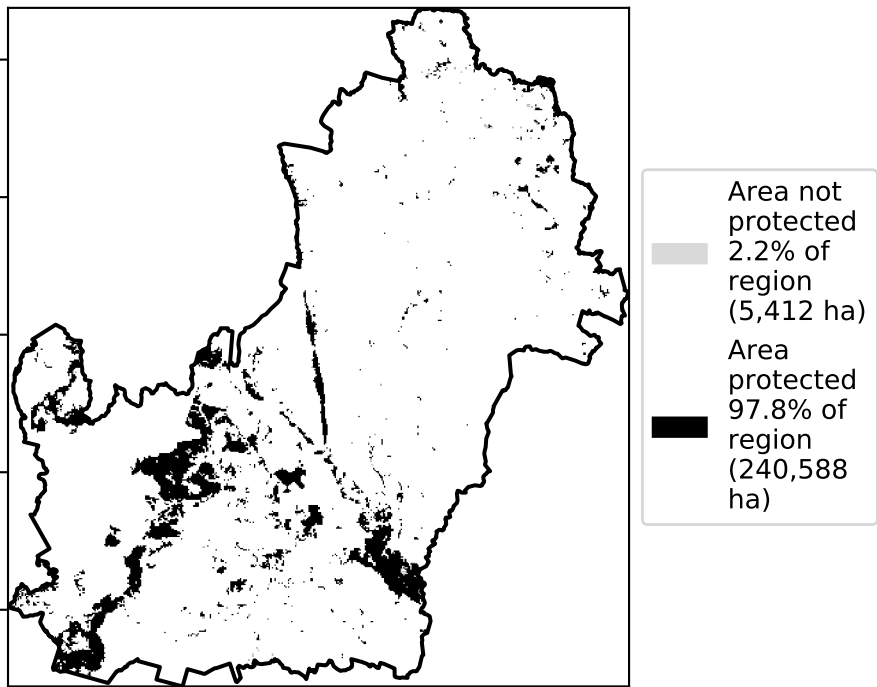 Area not
protected
2.2% of
region
(5,412 ha)
Area
protected
97.8% of
region
(240,588
ha)